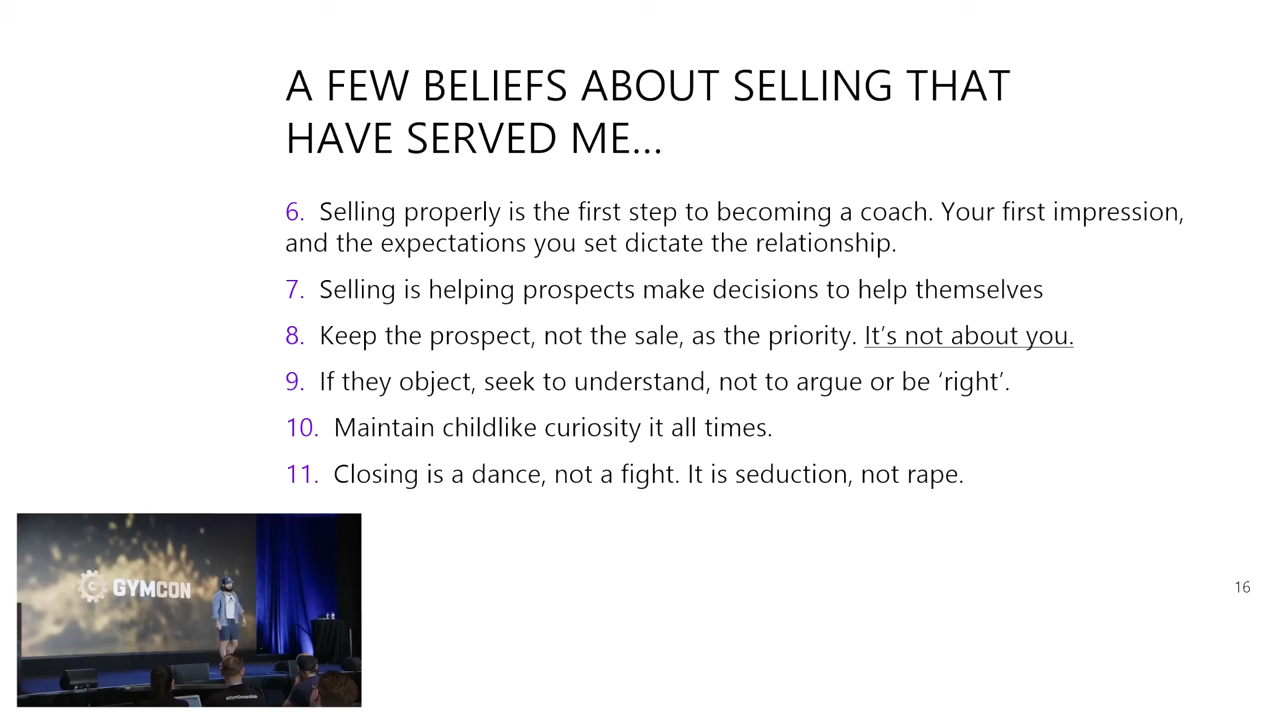 A FEW BELIEFS ABOUT SELLING THAT
HAVE SERVED ME...
6. Selling properly is the first step to becoming a coach. Your first impression,
and the expectations you set dictate the relationship.
7. Selling is helping prospects make decisions to help themselves
8. Keep the prospect, not the sale, as the priority. It's not about you.
9. If they object, seek to understand, not to argue or be ‘right’.
10. Maintain childlike curiosity it all times.
11. Closing is a dance, not a fight. It is seduction, not rape.
GYMCON
16